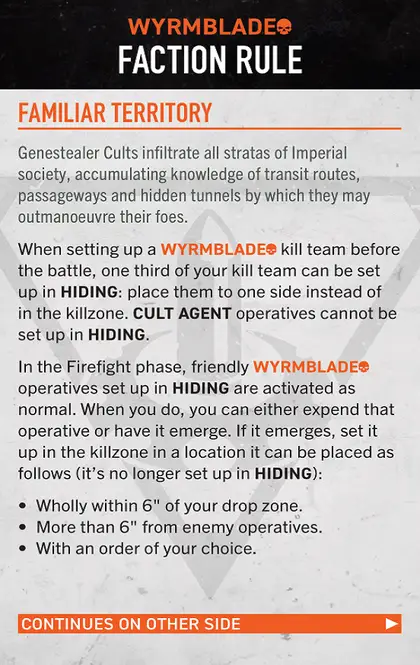 WYRMBLADE
FACTION RULE
FAMILIAR TERRITORY
Genestealer Cults infiltrate all stratas of Imperial
society, accumulating knowledge of transit routes,
passageways and hidden tunnels by which they may
outmanoeuvre their foes.
When setting up a WYRMBLADE kill team before
the battle, one third of your kill team can be set
up in HIDING: place them to one side instead of
in the killzone. CULT AGENT operatives cannot be
set up in HIDING.
In the Firefight phase, friendly WYRMBLADE
operatives set up in HIDING are activated as
normal. When you do, you can either expend that
operative or have it emerge. If it emerges, set it
up in the killzone in a location it can be placed as
follows (it’s no longer set up in HIDING):
• Wholly within 6" of your drop zone.
• More than 6" from enemy operatives.
• With an order of your choice.
CONTINUES ON OTHER SIDE